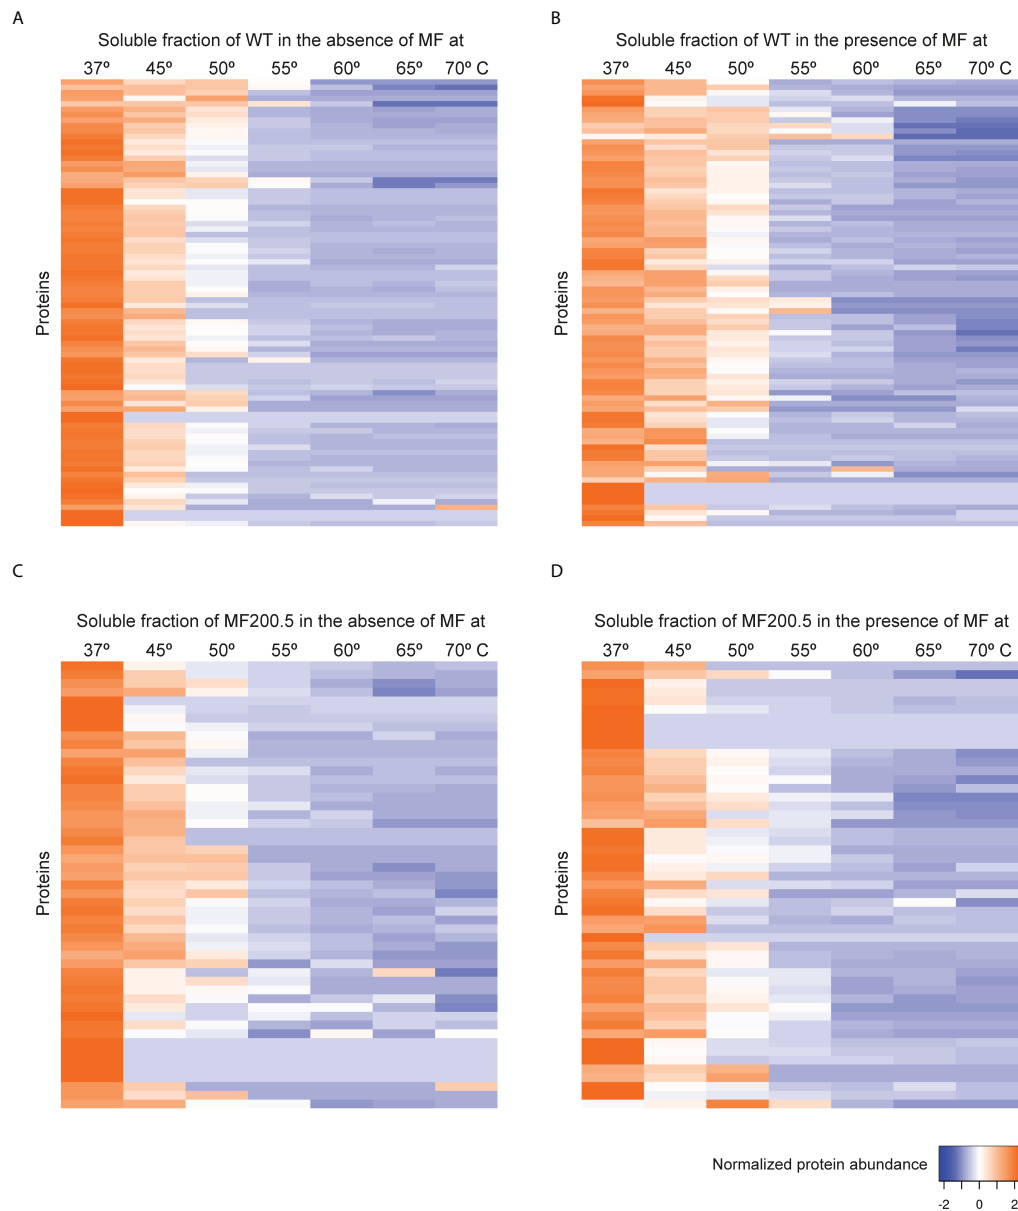 A
Soluble fraction of WT in the absence of MF at
37º 45º 50º 55º 60º 65º 70º C
Proteins
B
Soluble fraction of WT in the presence of MF at
37º 45º 50º 55º 60º 65º 70º C
Proteins
C
Soluble fraction of MF200.5 in the absence of MF at
37º 45º 50º 55º 60º 65º 70º C
Proteins
D
Soluble fraction of MF200.5 in the presence of MF at
37º 45º 50º 55º 60º 65º 70º C
Proteins
Normalized protein abundance
-2 0 2